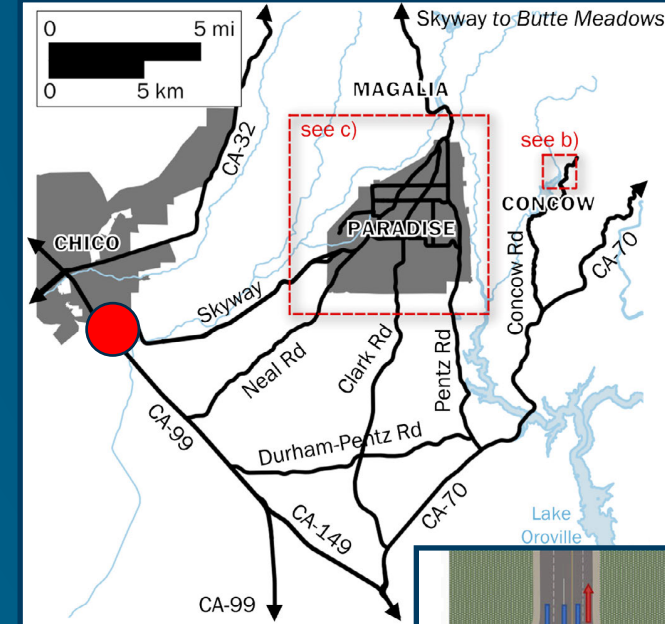 0 5 mi
0 5 km
Skyway to Butte Meadows
MAGALIA
CA-32
see c)
see b)
CONCOW
PARADISE
CHICO
CA-70
Concow Rd
Skyway
Neal Rd
Clark Rd
Pentz Rd
CA-99
Durham-Pentz Rd
CA-70
CA-149
Lake
Oroville
CA-99